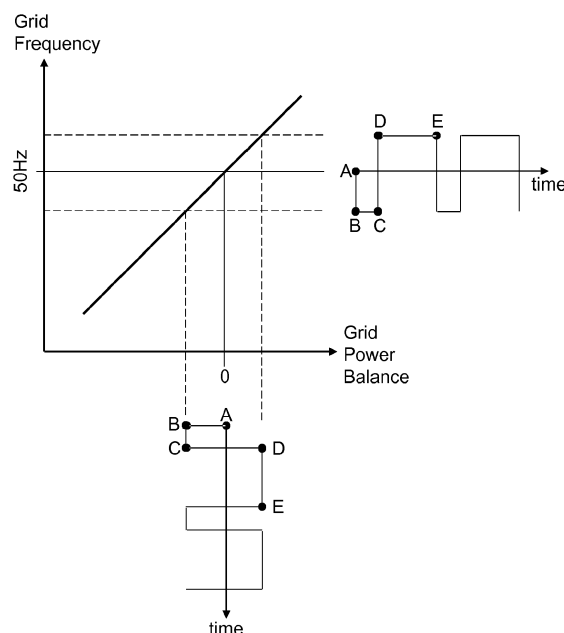 Grid
Frequency
50Hz
D E
A
time
B C
Grid
Power
Balance
0
B A
C D
E
time